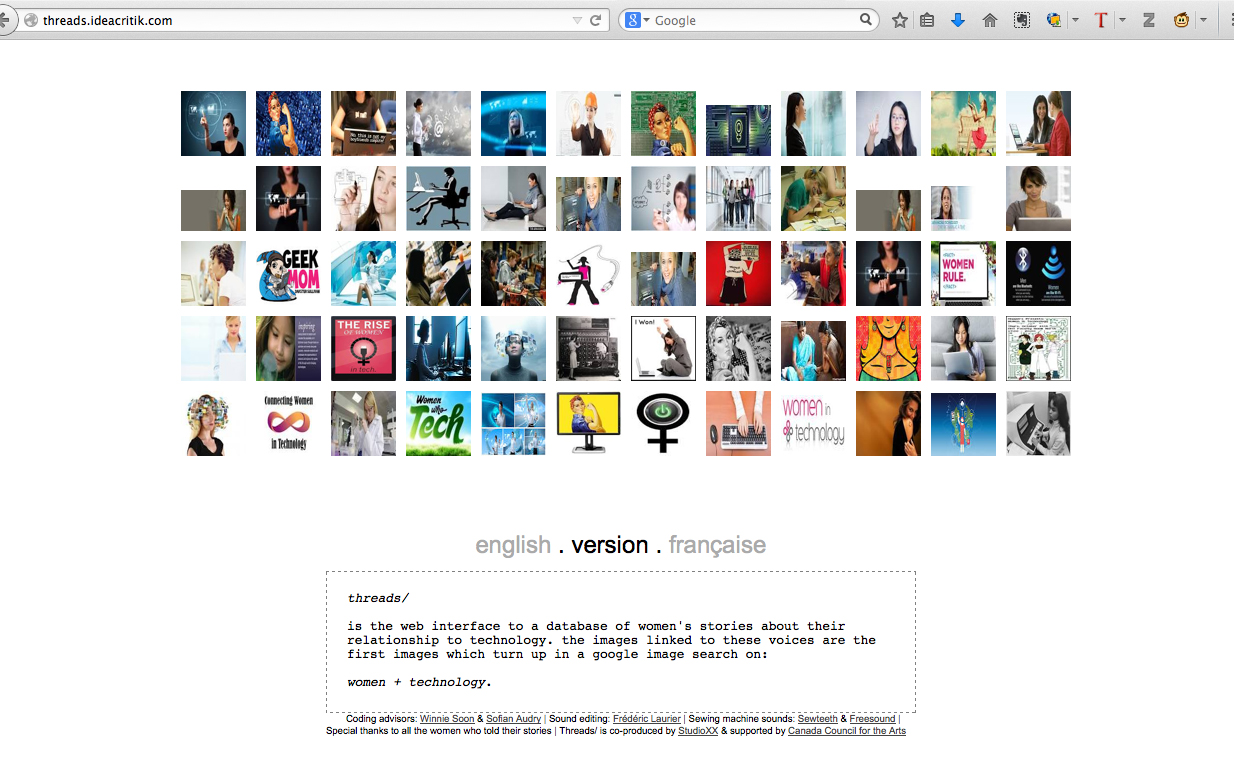 threads.ideacritik.com
Google
GEEK
MOM
<FACT>
WOMEN
RULE.
inspiring
THE RISE
OF WOMEN
in tech.
I Won!
Connecting Women
in Technology
Women
who
Tech
women in
technology
english . version . française
threads/
is the web interface to a database of women's stories about their
relationship to technology. the images linked to these voices are the
first images which turn up in a google image search on:
women + technology.
Coding advisors: Winnie Soon & Sofian Audry | Sound editing: Frédéric Laurier | Sewing machine sounds: Sewteeth & Freesound |
Special thanks to all the women who told their stories | Threads/ is co-produced by StudioXX & supported by Canada Council for the Arts